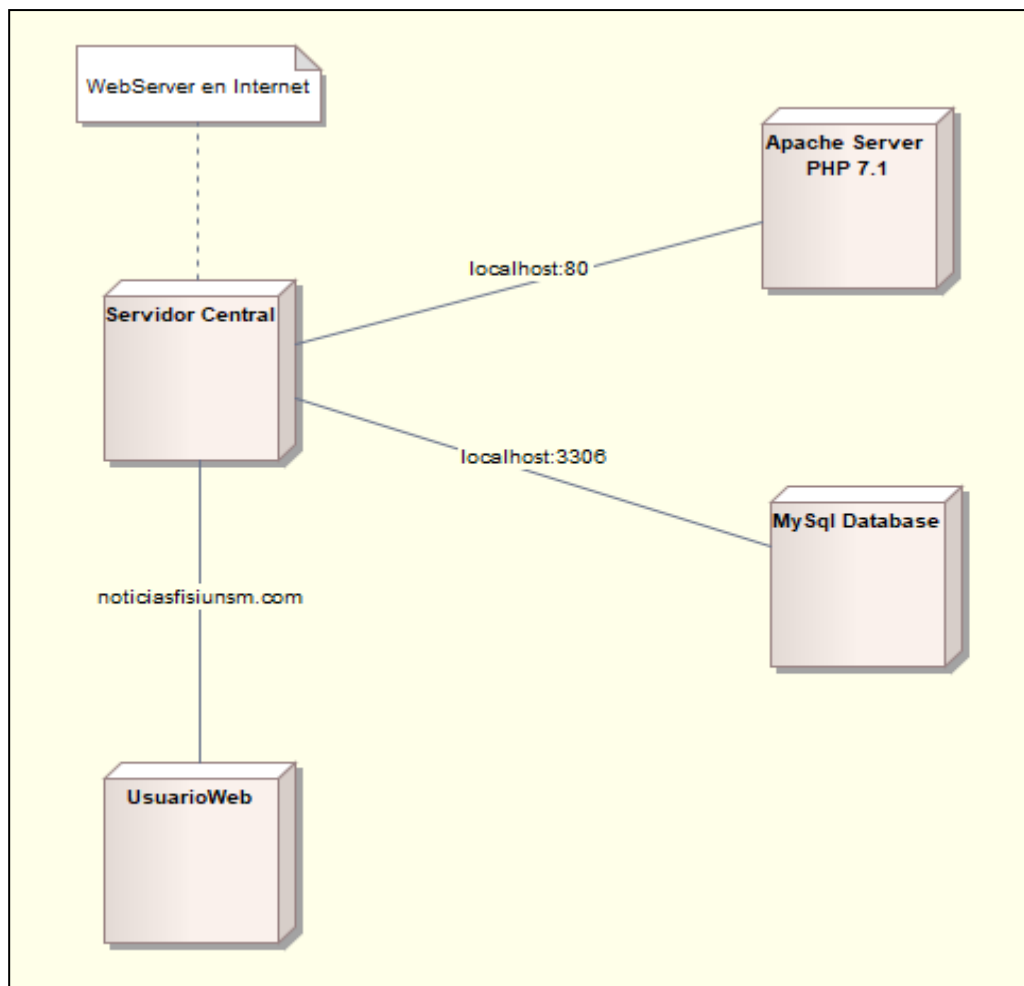 WebServer en Internet
Apache Server
PHP 7.1
localhost:80
Servidor Central
localhost:3306
MySql Database
noticiasfisiunsm.com
UsuarioWeb